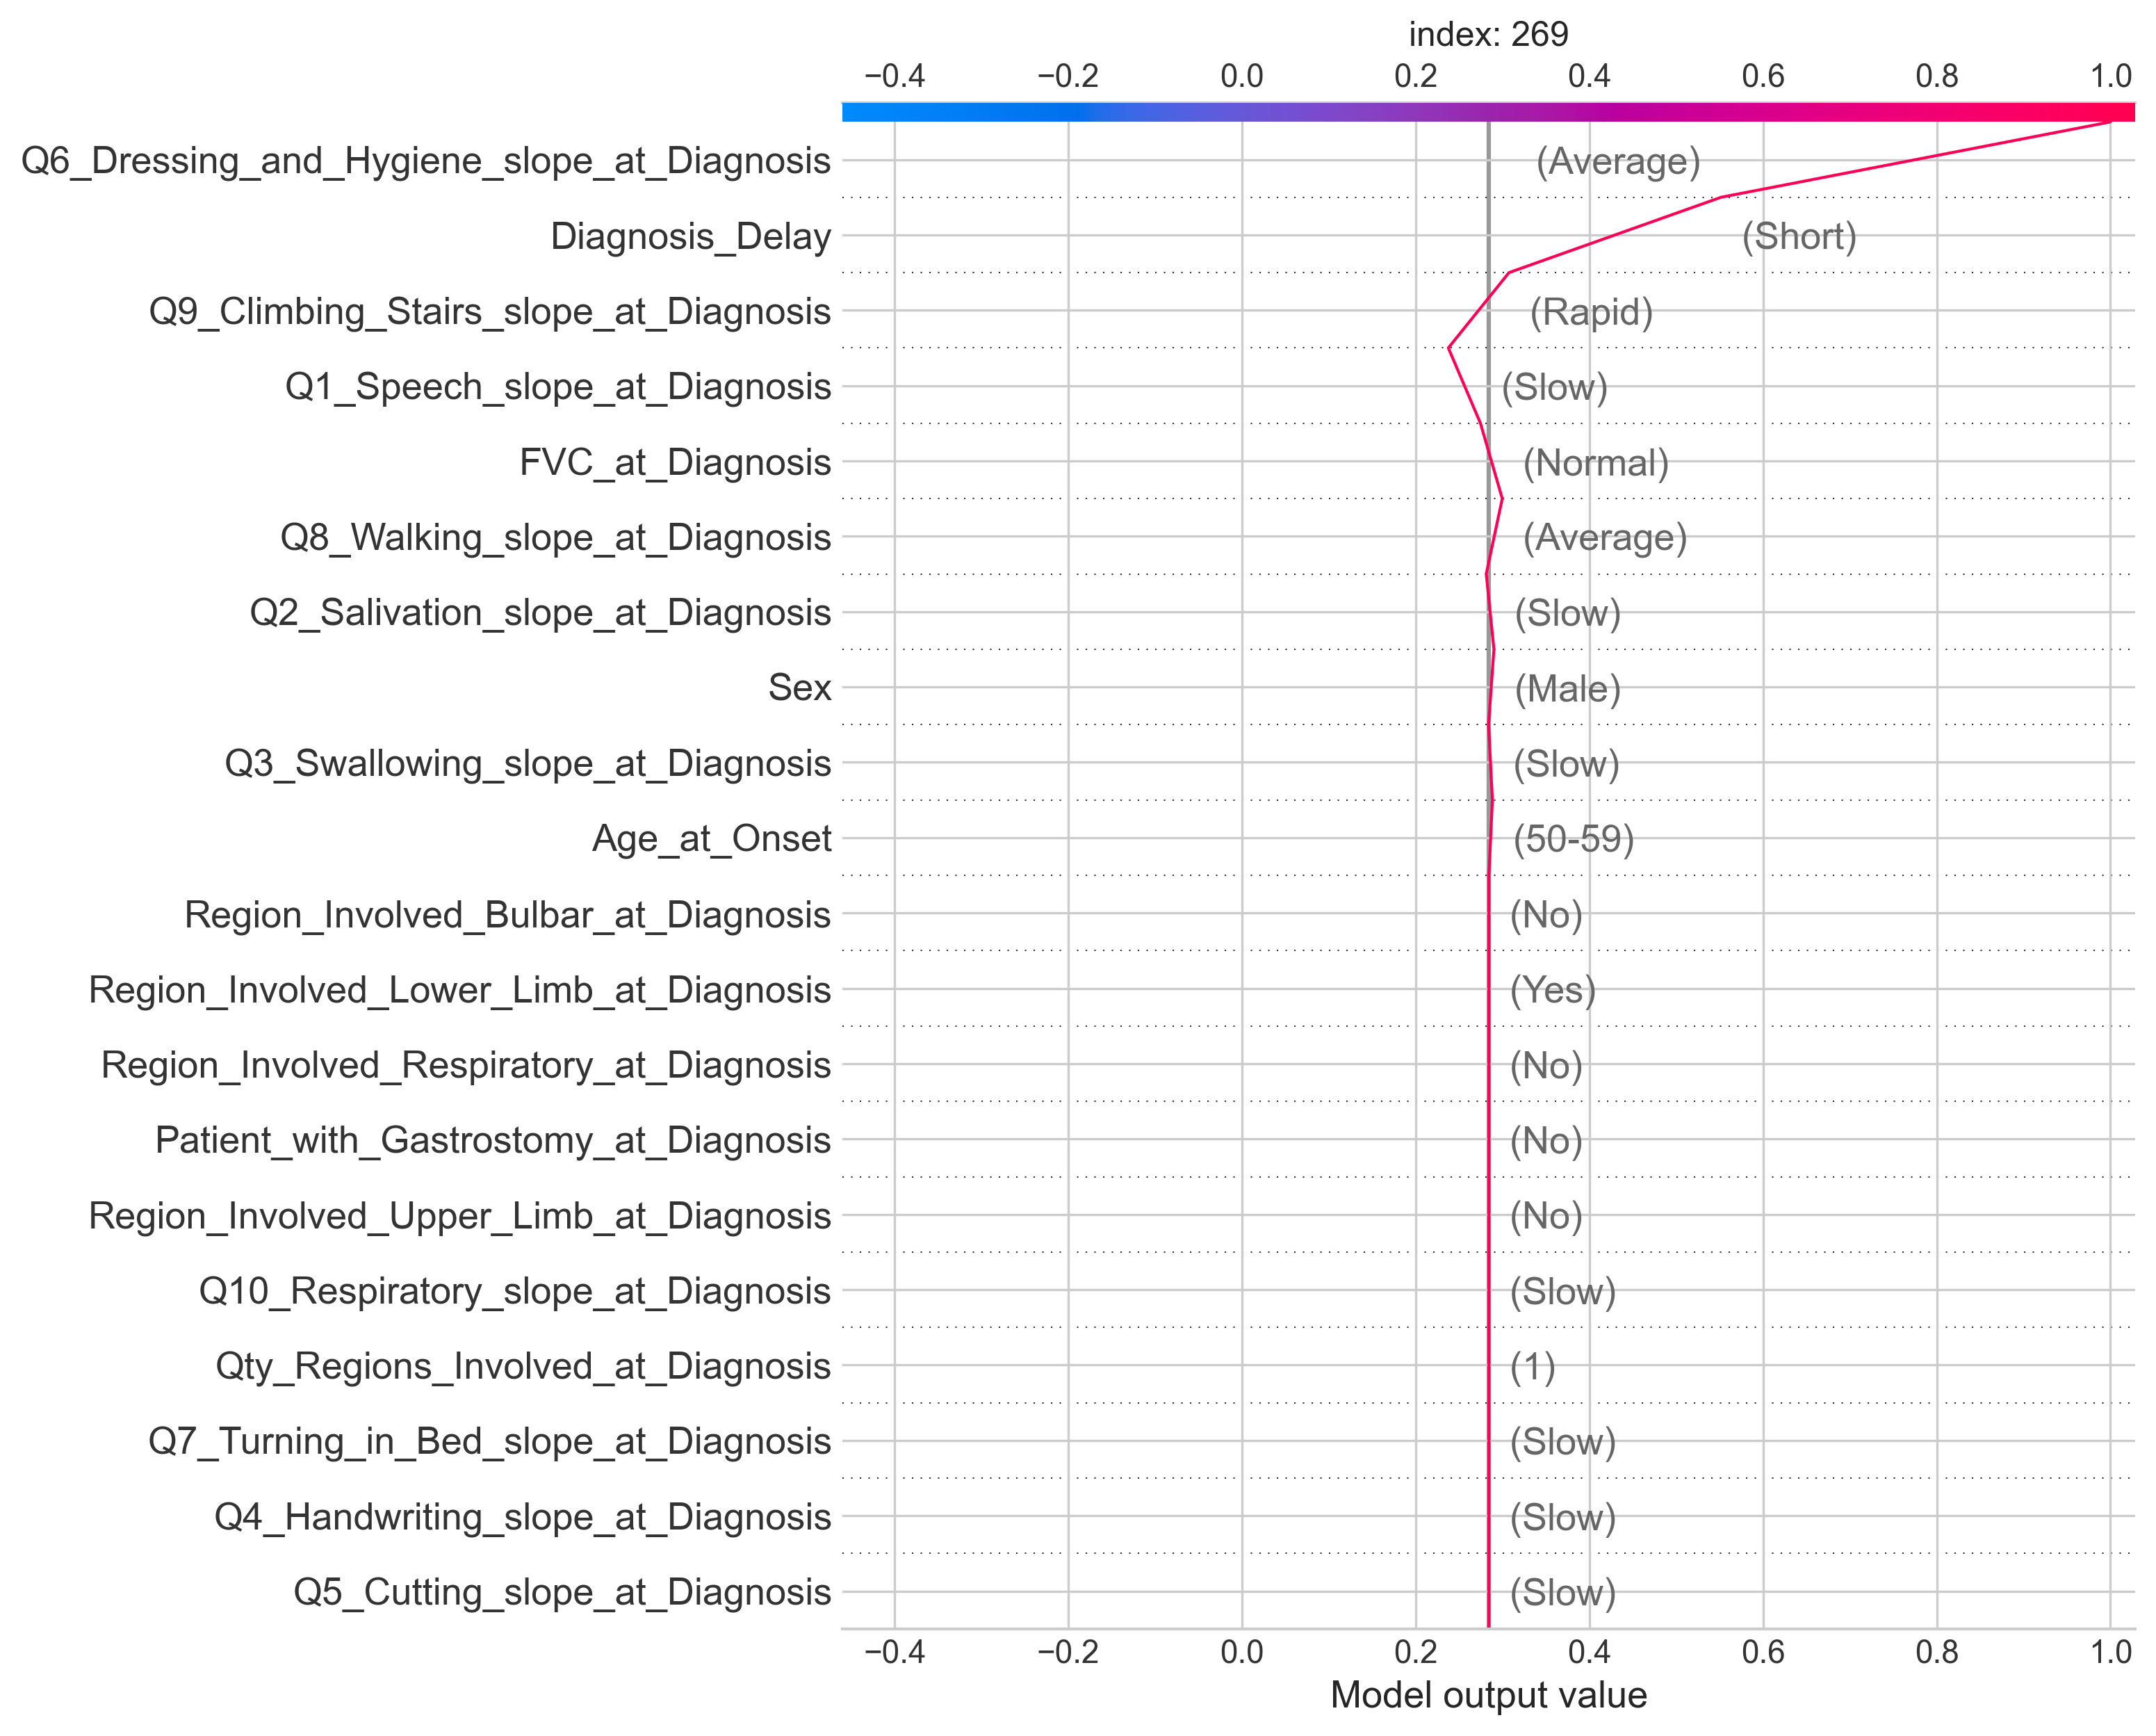 index: 269
−0.4 −0.2 0.0 0.2 0.4 0.6 0.8 1.0
Q6_Dressing_and_Hygiene_slope_at_Diagnosis (Average)
Diagnosis_Delay (Short)
Q9_Climbing_Stairs_slope_at_Diagnosis (Rapid)
Q1_Speech_slope_at_Diagnosis (Slow)
FVC_at_Diagnosis (Normal)
Q8_Walking_slope_at_Diagnosis (Average)
Q2_Salivation_slope_at_Diagnosis (Slow)
Sex (Male)
Q3_Swallowing_slope_at_Diagnosis (Slow)
Age_at_Onset (50-59)
Region_Involved_Bulbar_at_Diagnosis (No)
Region_Involved_Lower_Limb_at_Diagnosis (Yes)
Region_Involved_Respiratory_at_Diagnosis (No)
Patient_with_Gastrostomy_at_Diagnosis (No)
Region_Involved_Upper_Limb_at_Diagnosis (No)
Q10_Respiratory_slope_at_Diagnosis (Slow)
Qty_Regions_Involved_at_Diagnosis (1)
Q7_Turning_in_Bed_slope_at_Diagnosis (Slow)
Q4_Handwriting_slope_at_Diagnosis (Slow)
Q5_Cutting_slope_at_Diagnosis (Slow)
−0.4 −0.2 0.0 0.2 0.4 0.6 0.8 1.0
Model output value